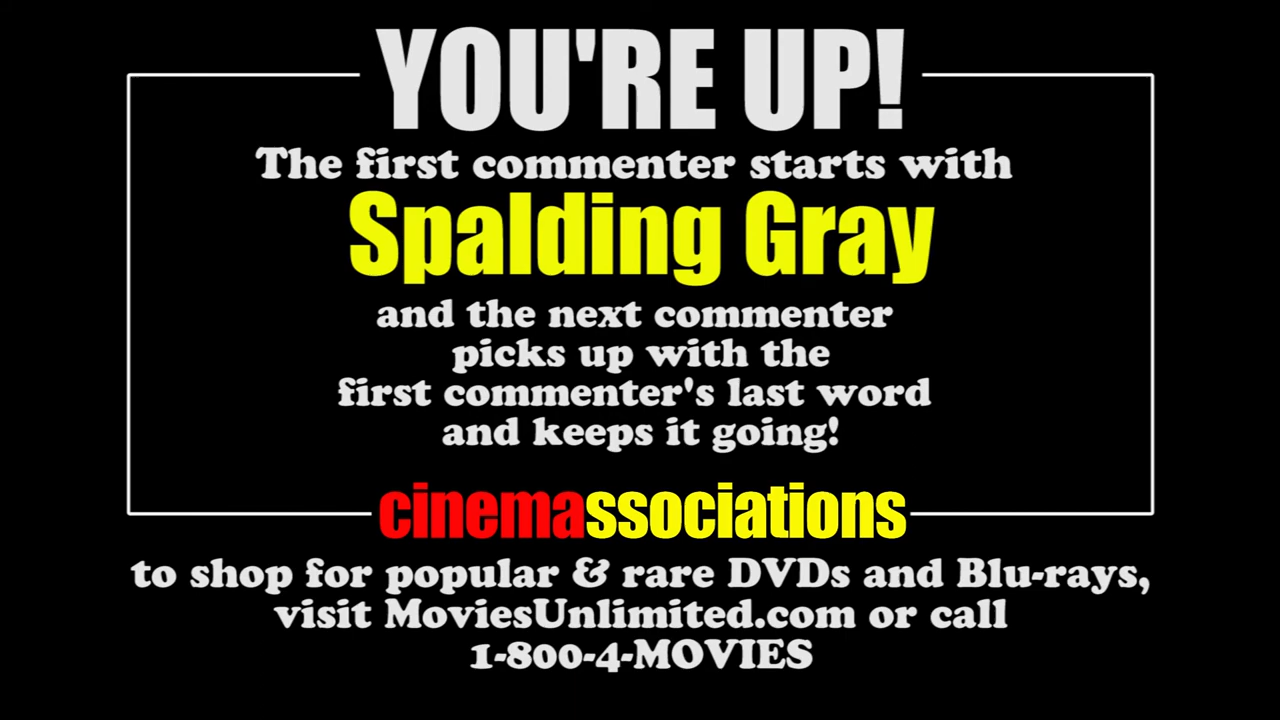 YOU'RE UP!
The first commenter starts with
Spalding Gray
and the next commenter
picks up with the
first commenter's last word
and keeps it going!
cinemassociations
to shop for popular & rare DVDs and Blu-rays,
visit MoviesUnlimited.com or call
1-800-4-MOVIES